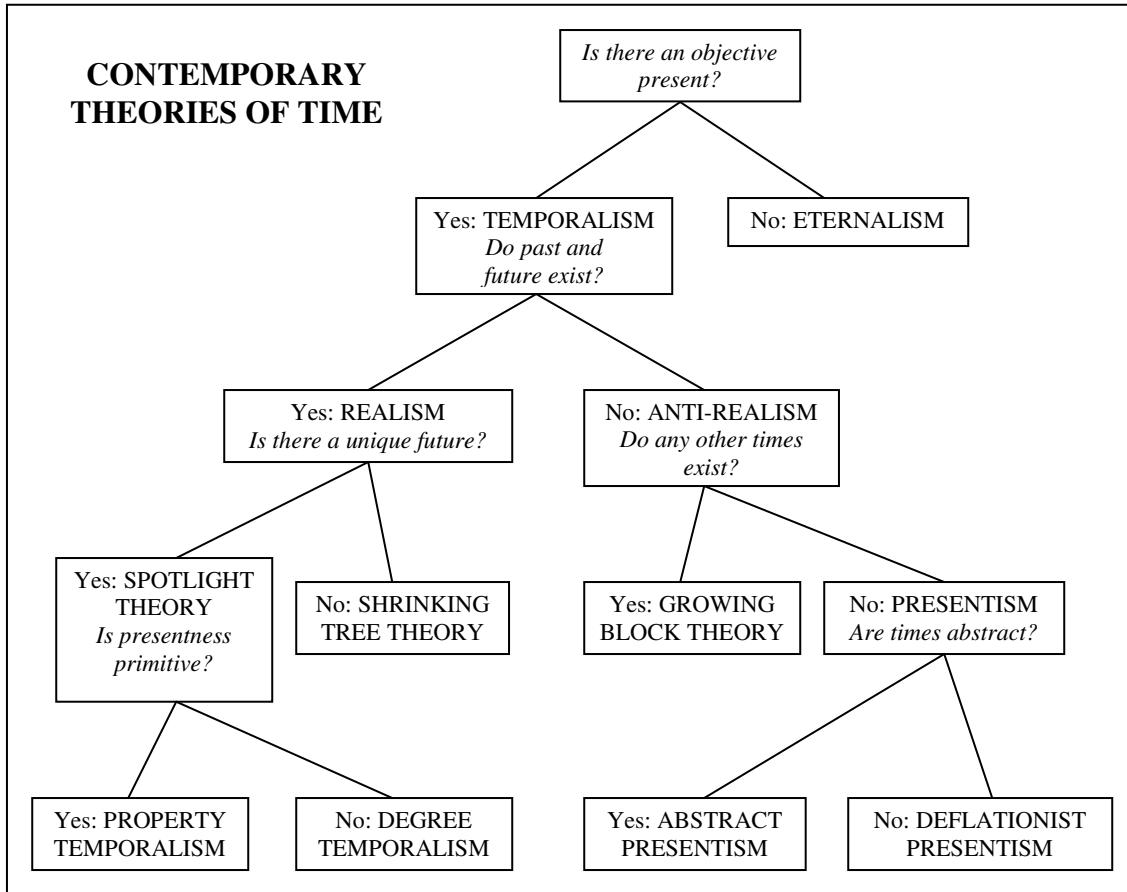 CONTEMPORARY
THEORIES OF TIME
Is there an objective
present?
Yes: TEMPORALISM
Do past and
future exist?
No: ETERNALISM
Yes: REALISM
Is there a unique future?
No: ANTI-REALISM
Do any other times
exist?
Yes: SPOTLIGHT
THEORY
Is presentness
primitive?
No: SHRINKING
TREE THEORY
Yes: GROWING
BLOCK THEORY
No: PRESENTISM
Are times abstract?
Yes: PROPERTY
TEMPORALISM
No: DEGREE
TEMPORALISM
Yes: ABSTRACT
PRESENTISM
No: DEFLATIONIST
PRESENTISM